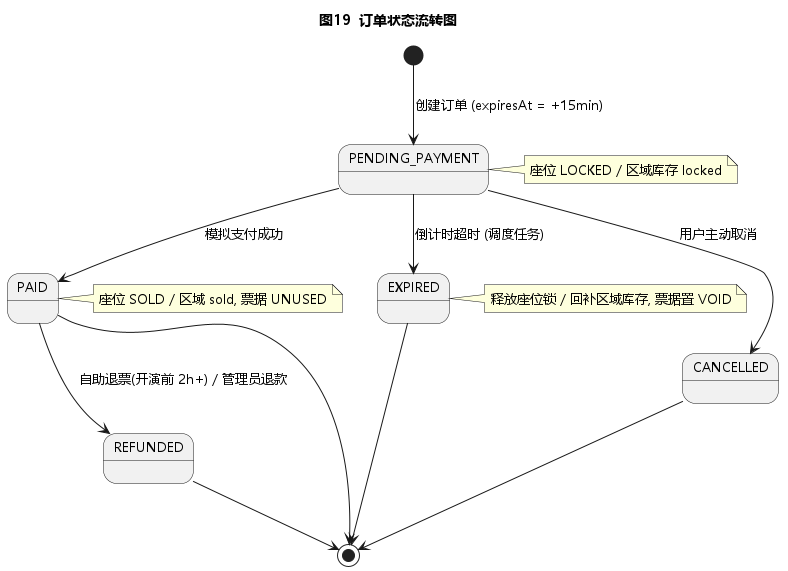 图19 订单状态流转图
创建订单 (expiresAt = +15min)
PENDING_PAYMENT
座位 LOCKED / 区域库存 locked
模拟支付成功
倒计时超时 (调度任务)
用户主动取消
PAID
座位 SOLD / 区域 sold, 票据 UNUSED
EXPIRED
释放座位锁 / 回补区域库存, 票据置 VOID
CANCELLED
自助退票(开演前 2h+) / 管理员退款
REFUNDED